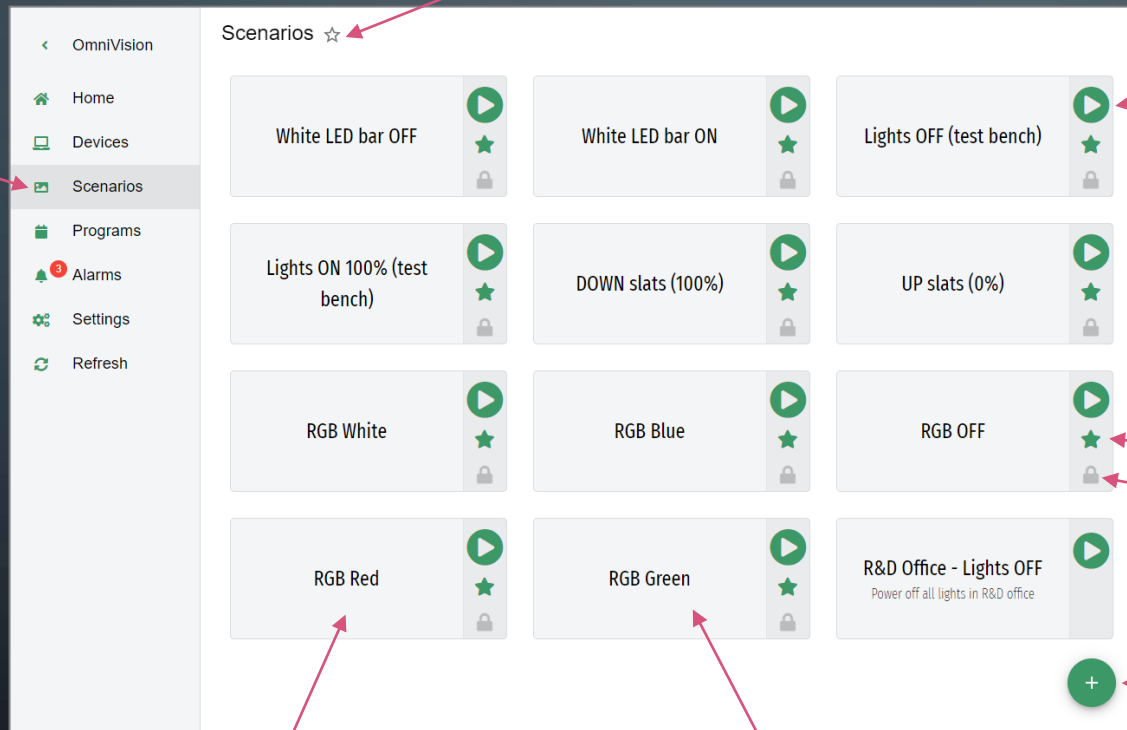 Scenarios
OmniVision
Home
Devices
Scenarios
Programs
3
Alarms
Settings
Refresh
White LED bar OFF
White LED bar ON
Lights OFF (test bench)
Lights ON 100% (test
bench)
DOWN slats (100%)
UP slats (0%)
RGB White
RGB Blue
RGB OFF
RGB Red
RGB Green
R&D Office - Lights OFF
Power off all lights in R&D office
+